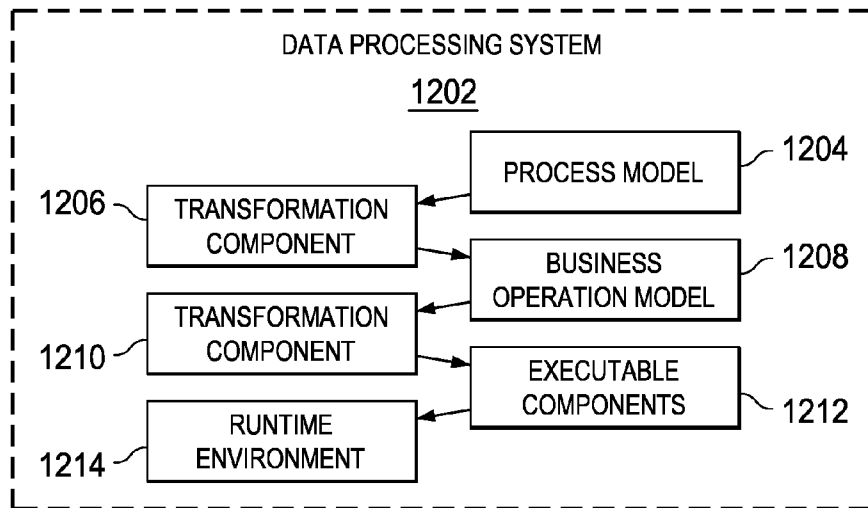 DATA PROCESSING SYSTEM
1202
PROCESS MODEL
1204
1206
TRANSFORMATION
COMPONENT
BUSINESS
OPERATION MODEL
1208
TRANSFORMATION
COMPONENT
1210
EXECUTABLE
COMPONENTS
1212
RUNTIME
ENVIRONMENT
1214